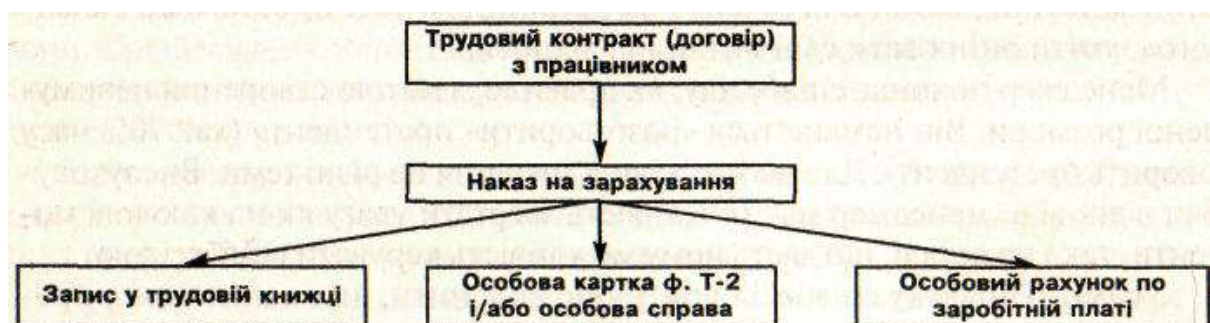 Трудовий контракт (договір)
з працівником
Наказ на зарахування
Запис у трудовій книжці
Особова картка ф. Т-2
і/або особова справа
Особовий рахунок по
заробітній платі